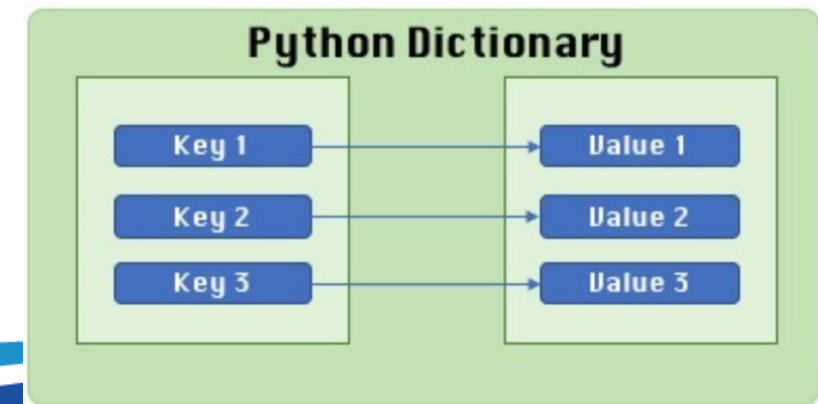 Python Dictionary
Key 1
Value 1
Key 2
Value 2
Key 3
Value 3